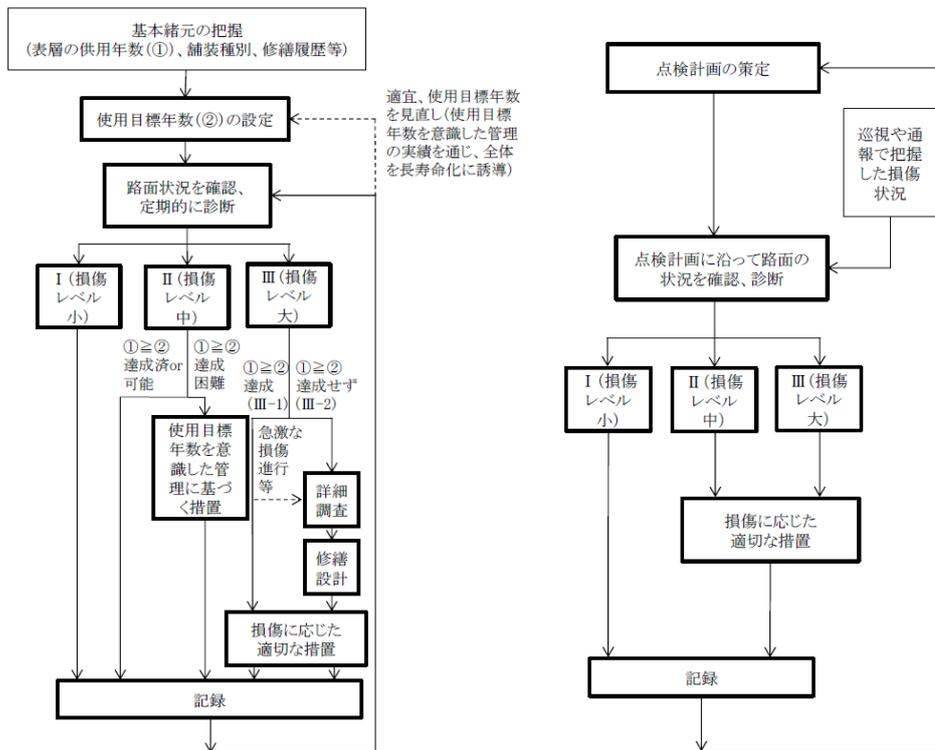 基本緒元の把握
(表層の供用年数(①)、舗装種別、修繕履歴等)
使用目標年数(②)の設定
適宜、使用目標年数
を見直し(使用目標
年数を意識した管理
の実績を通じ、全体
を長寿命化に誘導)
路面状況を確認、
定期的に診断
Ⅰ(損傷
レベル
小)
Ⅱ(損傷
レベル
中)
Ⅲ(損傷
レベル
大)
①≧②
達成済or
可能
①≧②
達成
困難
①≧②
達成
(Ⅲ-1)
①≧②
達成せず
(Ⅲ-2)
使用目標
年数を意
識した管
理に基づ
く措置
急激な
損傷
進行
等
詳細
調査
修繕
設計
損傷に応じた
適切な措置
記録
点検計画の策定
巡視や通
報で把握
した損傷
状況
点検計画に沿って路面の
状況を確認、診断
Ⅰ(損傷
レベル
小)
Ⅱ(損傷
レベル
中)
Ⅲ(損傷
レベル
大)
損傷に応じた
適切な措置
記録